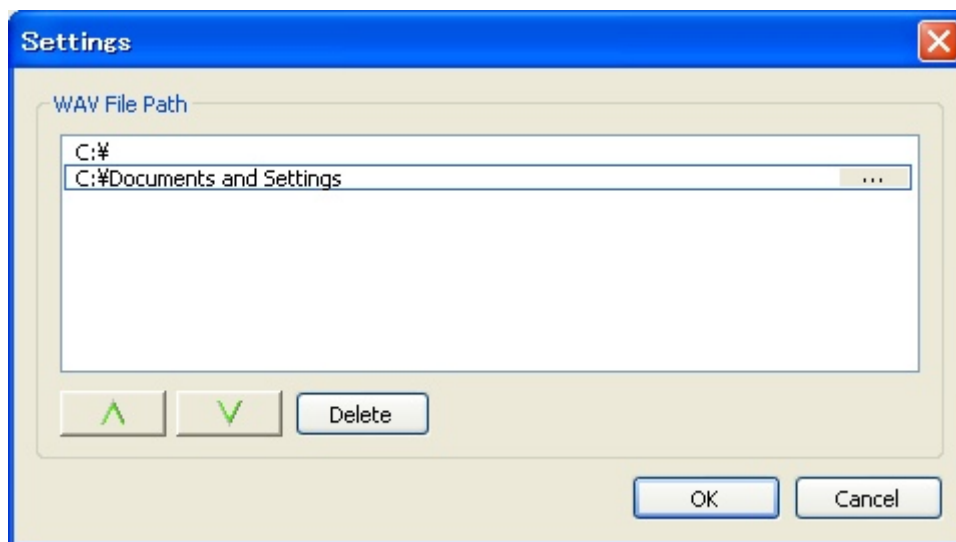 Settings
WAV File Path
C:¥
C:¥Documents and Settings ...
Delete
OK Cancel